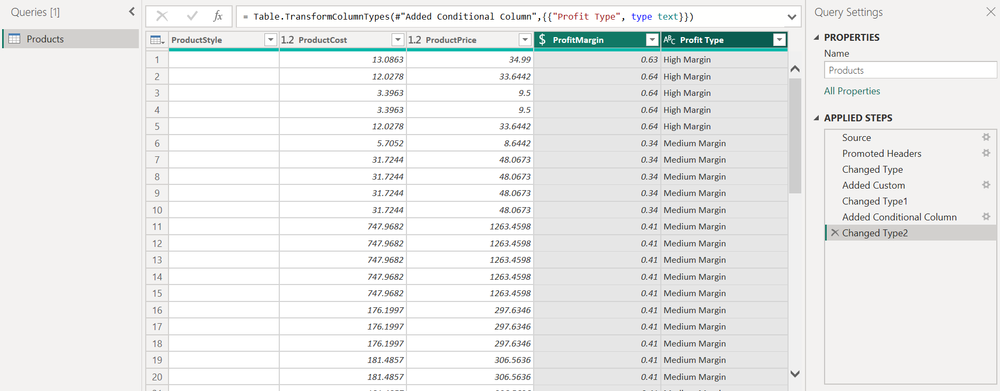 Queries [1]
Products
fx
= Table.TransformColumnTypes(#"Added Conditional Column",{{"Profit Type", type text}})
ProductStyle 1.2 ProductCost 1.2 ProductPrice $ ProfitMargin ABC Profit Type
1 13.0863 34.99 0.63 High Margin
2 12.0278 33.6442 0.64 High Margin
3 3.3963 9.5 0.64 High Margin
4 3.3963 9.5 0.64 High Margin
5 12.0278 33.6442 0.64 High Margin
6 5.7052 8.6442 0.34 Medium Margin
7 31.7244 48.0673 0.34 Medium Margin
8 31.7244 48.0673 0.34 Medium Margin
9 31.7244 48.0673 0.34 Medium Margin
10 31.7244 48.0673 0.34 Medium Margin
11 747.9682 1263.4598 0.41 Medium Margin
12 747.9682 1263.4598 0.41 Medium Margin
13 747.9682 1263.4598 0.41 Medium Margin
14 747.9682 1263.4598 0.41 Medium Margin
15 747.9682 1263.4598 0.41 Medium Margin
16 176.1997 297.6346 0.41 Medium Margin
17 176.1997 297.6346 0.41 Medium Margin
18 176.1997 297.6346 0.41 Medium Margin
19 181.4857 306.5636 0.41 Medium Margin
20 181.4857 306.5636 0.41 Medium Margin
Query Settings
PROPERTIES
Name
Products
All Properties
APPLIED STEPS
Source
Promoted Headers
Changed Type
Added Custom
Changed Type1
Added Conditional Column
Changed Type2